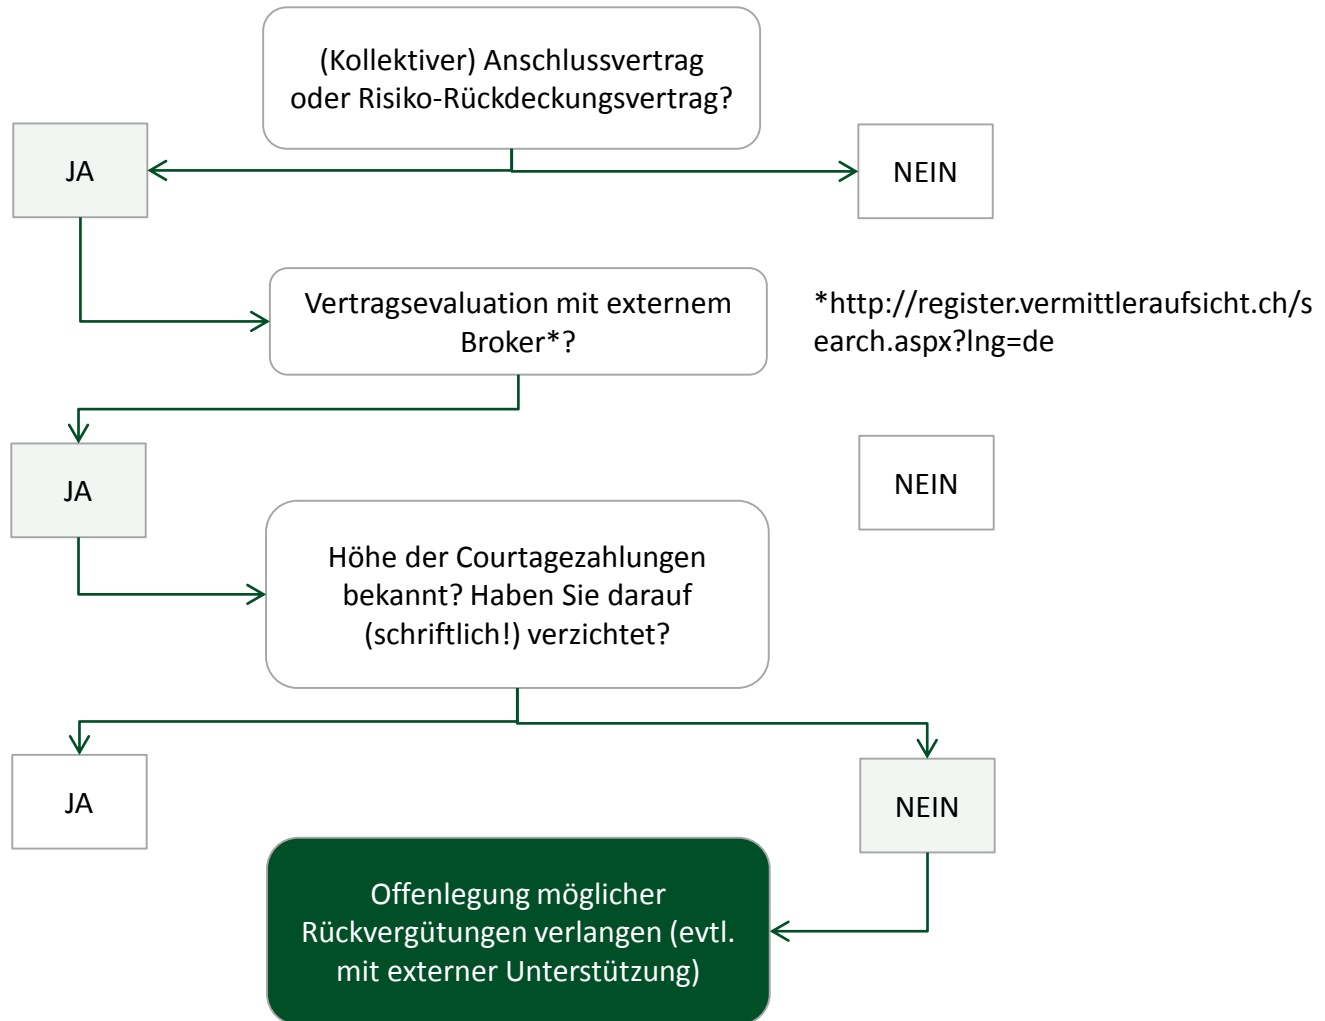 (Kollektiver) Anschlussvertrag
oder Risiko-Rückdeckungsvertrag?
JA
NEIN
Vertragsevaluation mit externem
Broker*?
*http://register.vermittleraufsicht.ch/s
earch.aspx?lng=de
JA
NEIN
Höhe der Courtagezahlungen
bekannt? Haben Sie darauf
(schriftlich!) verzichtet?
JA
NEIN
Offenlegung möglicher
Rückvergütungen verlangen (evtl.
mit externer Unterstützung)